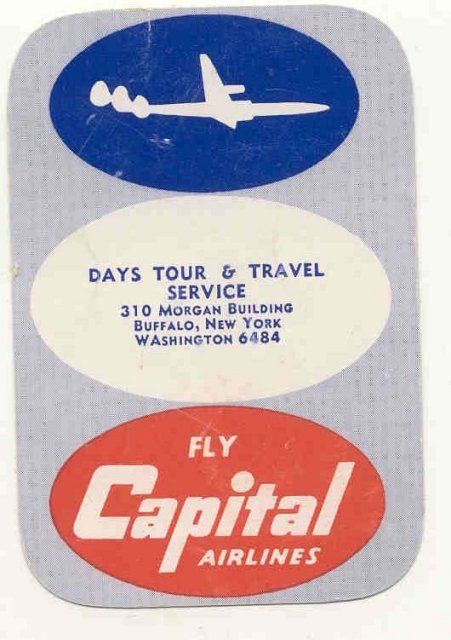 DAYS TOUR & TRAVEL
SERVICE
310 MORGAN BUILDING
BUFFALO, NEW YORK
WASHINGTON 6484
FLY
Capital
AIRLINES